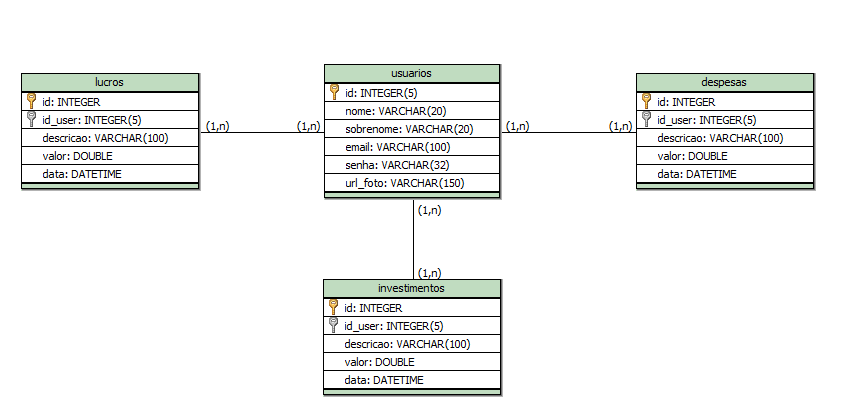 lucros
id: INTEGER
id_user: INTEGER(5)
descricao: VARCHAR(100)
valor: DOUBLE
data: DATETIME
(1,n)
(1,n)
usuarios
id: INTEGER(5)
nome: VARCHAR(20)
sobrenome: VARCHAR(20)
email: VARCHAR(100)
senha: VARCHAR(32)
url_foto: VARCHAR(150)
(1,n)
(1,n)
despesas
id: INTEGER
id_user: INTEGER(5)
descricao: VARCHAR(100)
valor: DOUBLE
data: DATETIME
(1,n)
(1,n)
investimentos
id: INTEGER
id_user: INTEGER(5)
descricao: VARCHAR(100)
valor: DOUBLE
data: DATETIME